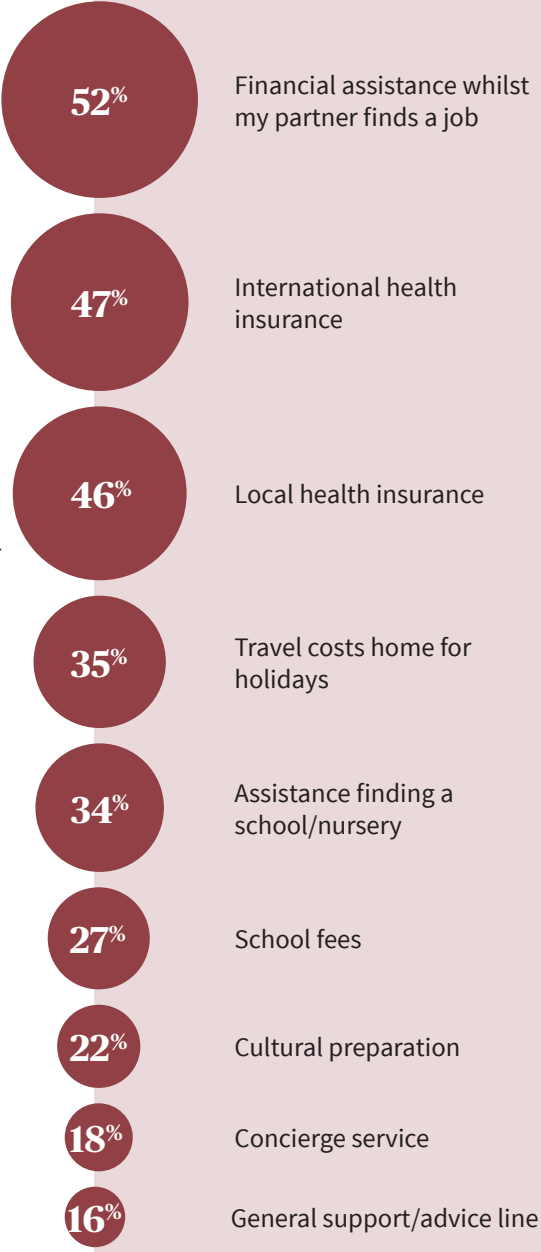 52%
Financial assistance whilst
my partner finds a job
47%
International health
insurance
46%
Local health insurance
35%
Travel costs home for
holidays
34%
Assistance finding a
school/nursery
27%
School fees
22%
Cultural preparation
18%
Concierge service
16%
General support/advice line